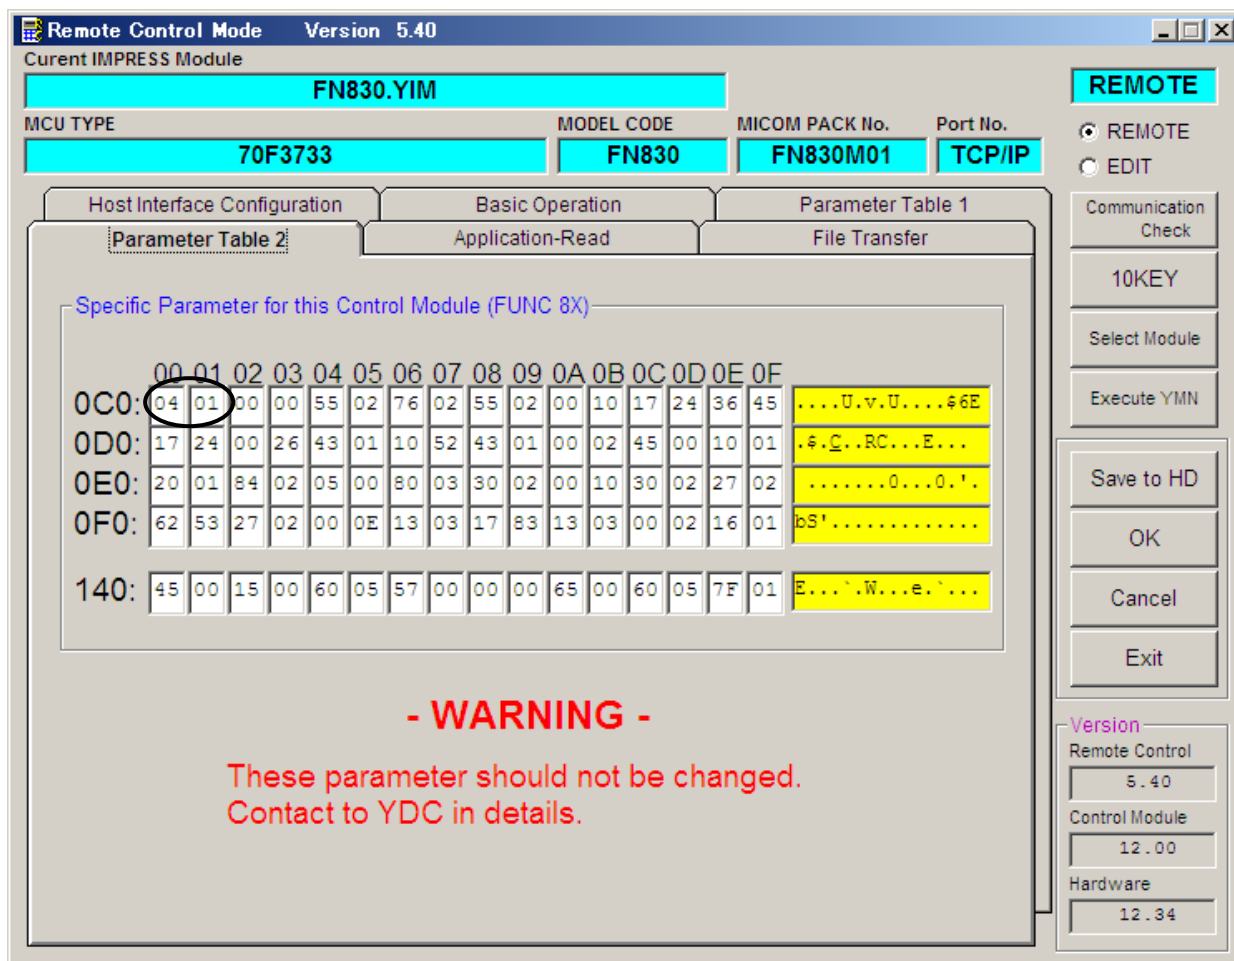 Remote Control Mode Version 5.40
Curent IMPRESS Module
FN830.YIM
REMOTE
MCU TYPE MODEL CODE MICOM PACK No. Port No.
70F3733 FN830 FN830M01 TCP/IP
REMOTE
EDIT
Host Interface Configuration Basic Operation Parameter Table 1
Parameter Table 2 Application-Read File Transfer
Communication
Check
10KEY
Select Module
Execute YMN
Save to HD
OK
Cancel
Exit
Specific Parameter for this Control Module (FUNC 8X)
00 01 02 03 04 05 06 07 08 09 0A 0B 0C 0D 0E 0F
0C0: 04 01 00 00 55 02 76 02 55 02 00 10 17 24 36 45 ....U.v.U....$6E
0D0: 17 24 00 26 43 01 10 52 43 01 00 02 45 00 10 01 .$.C..RC...E...
0E0: 20 01 84 02 05 00 80 03 30 02 00 10 30 02 27 02 .......0...0.'.
0F0: 62 53 27 02 00 0E 13 03 17 83 13 03 00 02 16 01 bS'.............
140: 45 00 15 00 60 05 57 00 00 00 65 00 60 05 7F 01 E...`.W...e.`...
- WARNING -
These parameter should not be changed.
Contact to YDC in details.
Version
Remote Control
5.40
Control Module
12.00
Hardware
12.34